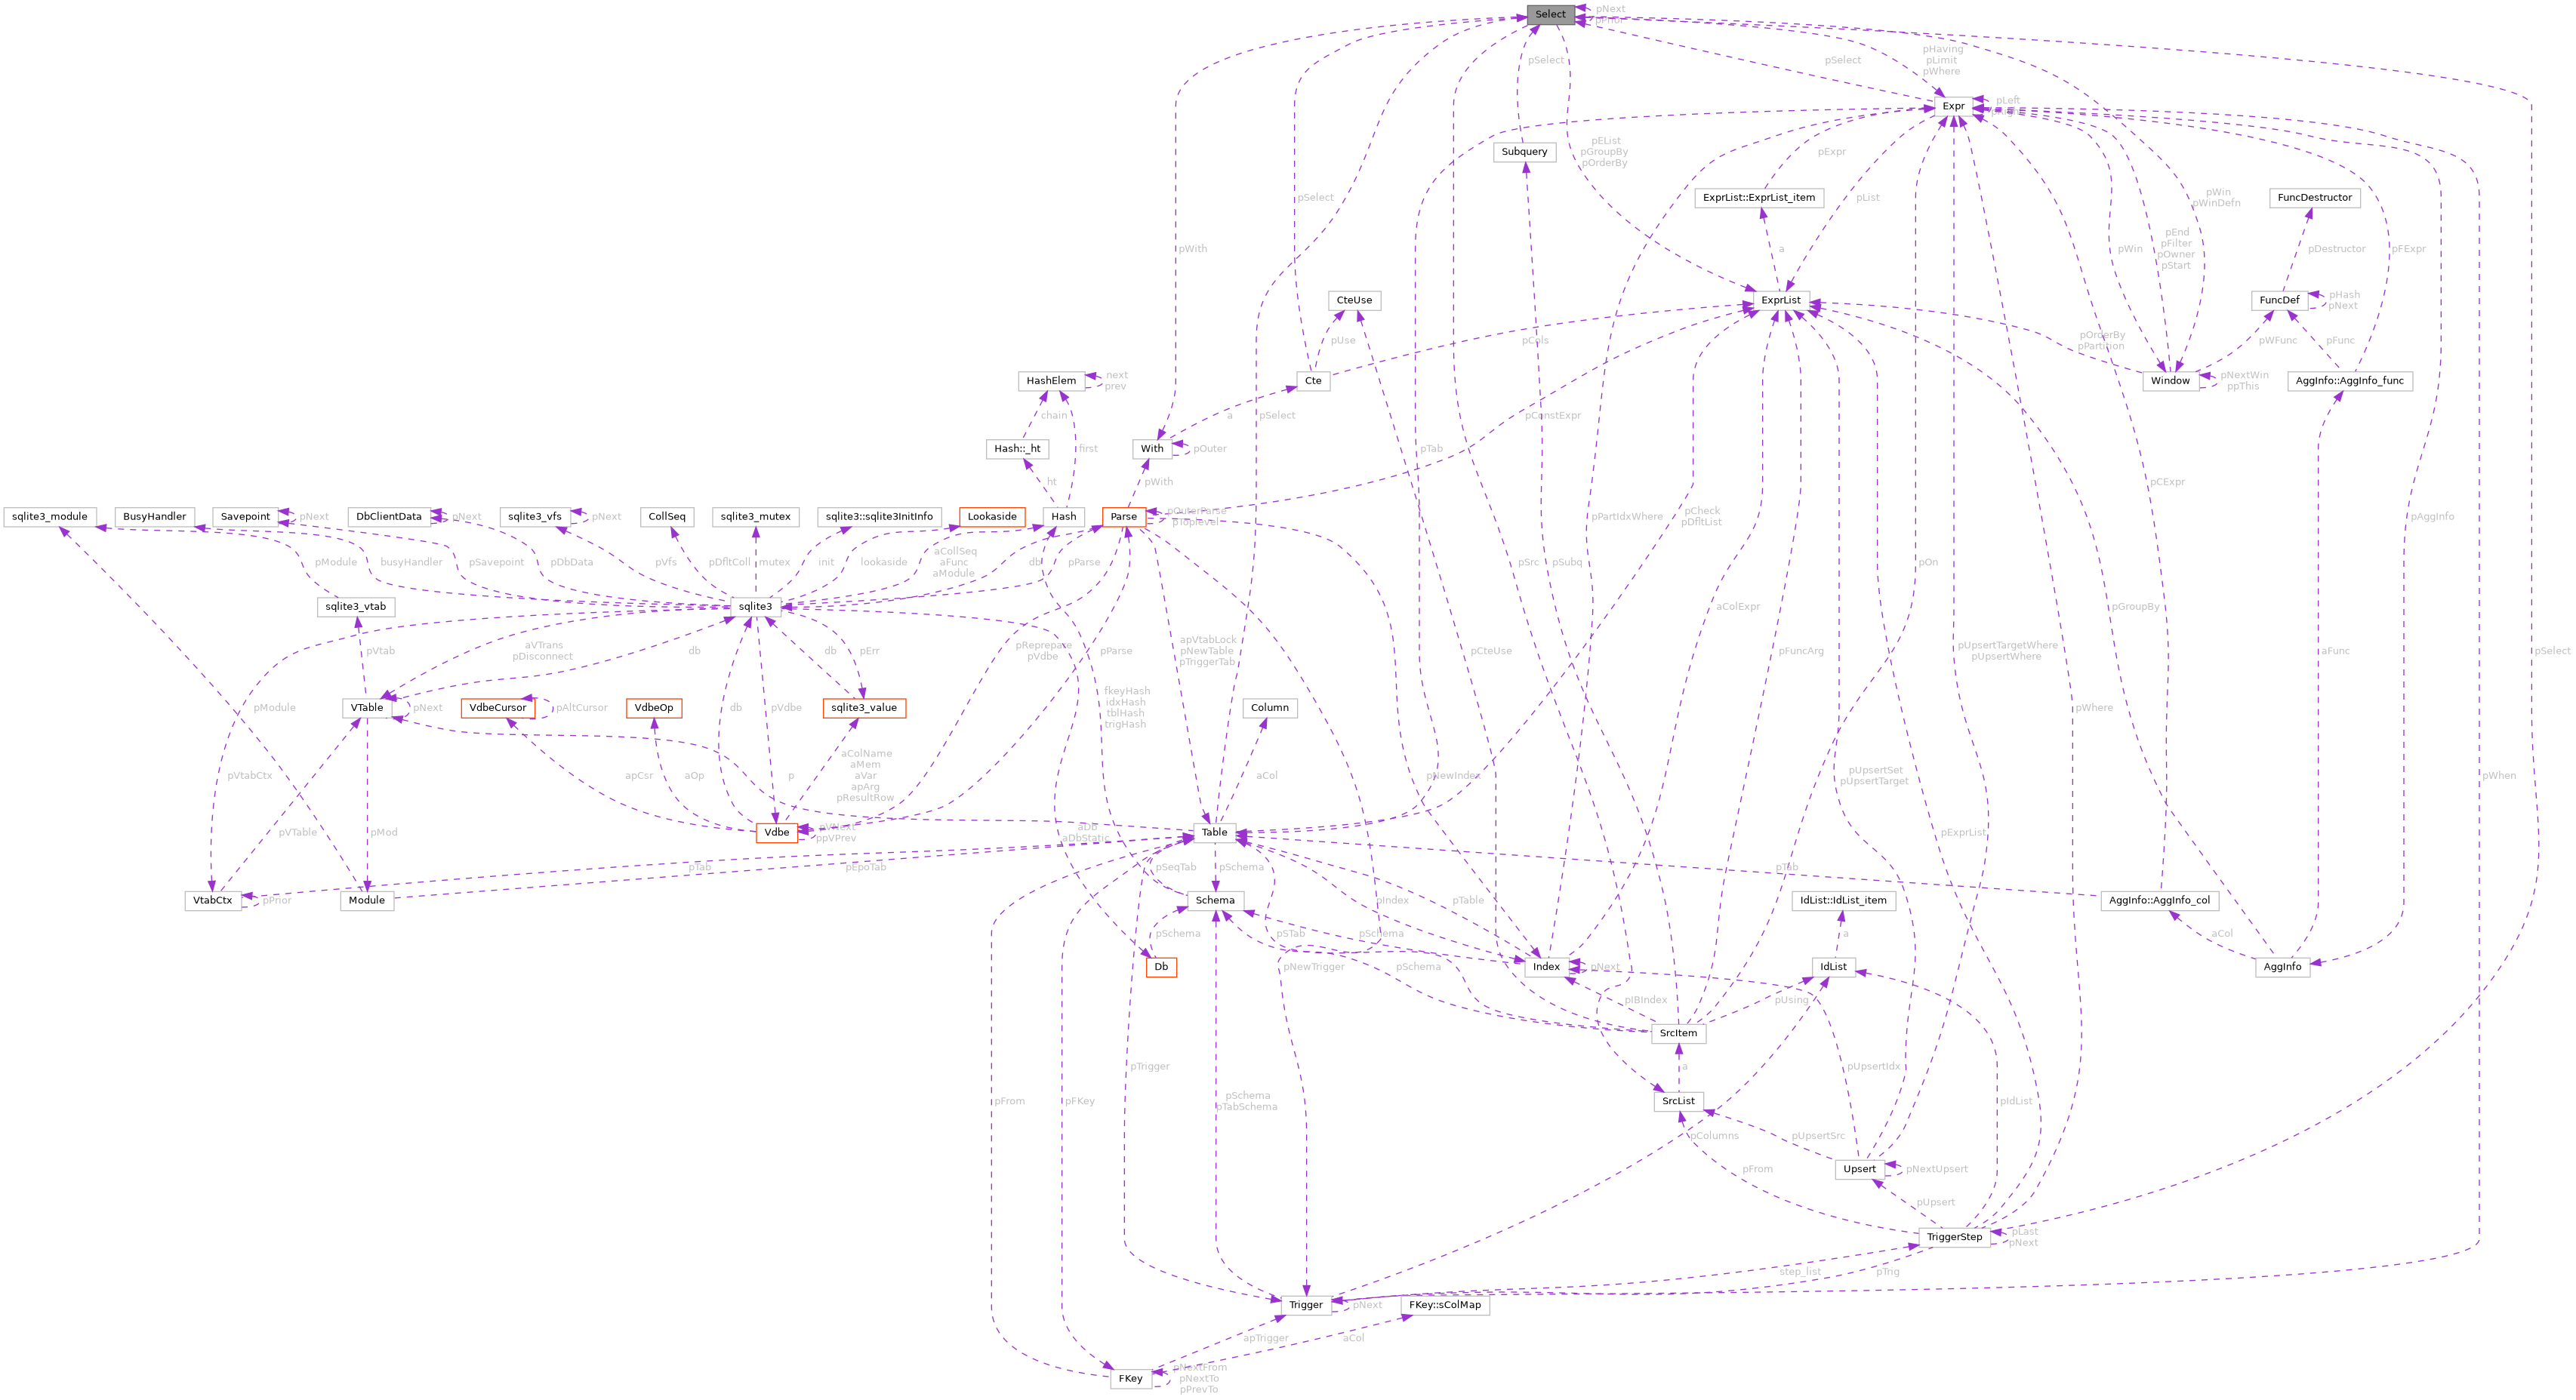 Select
pNext
pPrior
pHaving
pLimit
pWhere
pSelect
pSelect
Expr
pLeft
pRight
Subquery
pEList
pGroupBy
pOrderBy
pExpr
ExprList::ExprList_item
pList
pSelect
pWin
pWinDefn
FuncDestructor
pWith
a
pWin
pEnd
pFilter
pOwner
pStart
pFExpr
pDestructor
CteUse
ExprList
FuncDef
pHash
pNext
pUse
pCols
pOrderBy
pPartition
pWFunc
pFunc
HashElem
next
prev
Cte
Window
pNextWin
ppThis
AggInfo::AggInfo_func
chain
a
pSelect
pConstExpr
Hash::_ht
first
With
pOuter
pTab
ht
pWith
pCExpr
sqlite3_module
BusyHandler
Savepoint
pNext
DbClientData
pNext
sqlite3_vfs
pNext
CollSeq
sqlite3_mutex
sqlite3::sqlite3InitInfo
Lookaside
Hash
Parse
pOuterParse
pToplevel
pPartIdxWhere
pCheck
pDfltList
pAggInfo
pModule
busyHandler
pSavepoint
pDbData
pVfs
pDfltColl
mutex
init
lookaside
aCollSeq
aFunc
aModule
db
pParse
pSrc
pSubq
pOn
sqlite3_vtab
sqlite3
aColExpr
pGroupBy
pVtab
aVTrans
pDisconnect
db
db
pErr
pReprepare
pVdbe
pParse
apVtabLock
pNewTable
pTriggerTab
pCteUse
pFuncArg
pUpsertTargetWhere
pUpsertWhere
aFunc
pSelect
pModule
VTable
pNext
VdbeCursor
pAltCursor
VdbeOp
db
pVdbe
sqlite3_value
fkeyHash
idxHash
tblHash
trigHash
Column
pWhere
pVtabCtx
apCsr
aOp
p
aColName
aMem
aVar
apArg
pResultRow
aCol
pNewIndex
pUpsertSet
pUpsertTarget
pWhen
pVTable
pMod
Vdbe
pVNext
ppVPrev
aDb
aDbStatic
Table
pExprList
pTab
pEpoTab
pSeqTab
pSchema
pTab
VtabCtx
pPrior
Module
Schema
pIndex
pTable
IdList::IdList_item
AggInfo::AggInfo_col
pSchema
pSTab
pSchema
a
aCol
Db
pNewTrigger
pSchema
Index
pNext
IdList
AggInfo
pIBIndex
pUsing
SrcItem
pTrigger
a
pUpsertIdx
pFrom
pFKey
pSchema
pTabSchema
SrcList
pIdList
pColumns
pUpsertSrc
pFrom
Upsert
pNextUpsert
pUpsert
TriggerStep
pLast
pNext
step_list
pTrig
Trigger
pNext
FKey::sColMap
apTrigger
aCol
FKey
pNextFrom
pNextTo
pPrevTo